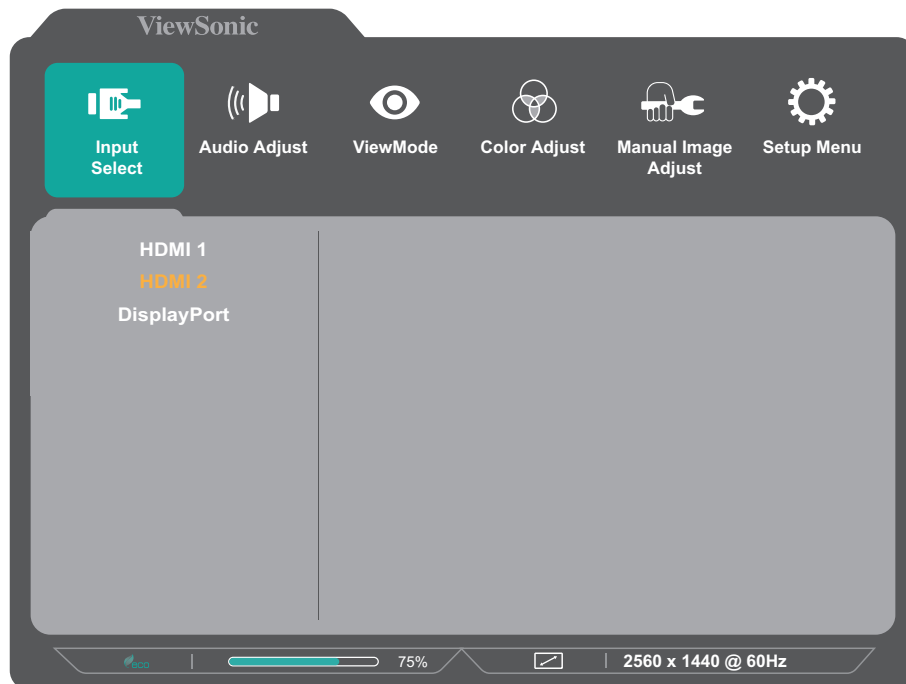 ViewSonic
Input
Select
Audio Adjust
ViewMode
Color Adjust
Manual Image
Adjust
Setup Menu
HDMI 1
HDMI 2
DisplayPort
eco
75%
2560 x 1440 @ 60Hz